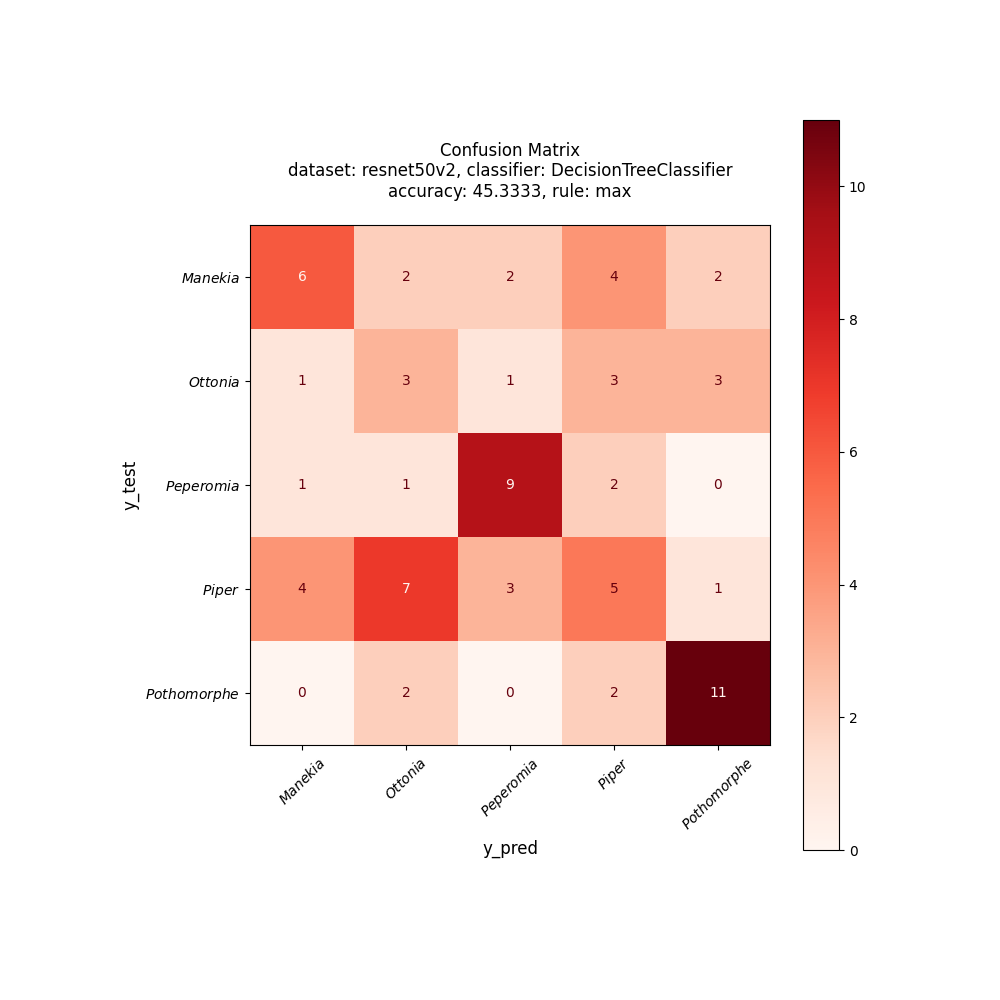 Confusion Matrix
dataset: resnet50v2, classifier: DecisionTreeClassifier
accuracy: 45.3333, rule: max
Manekia 6 2 2 4 2
Ottonia 1 3 1 3 3
Peperomia 1 1 9 2 0
Piper 4 7 3 5 1
Pothomorphe 0 2 0 2 11
Manekia Ottonia Peperomia Piper Pothomorphe
y_test
y_pred
10
8
6
4
2
0